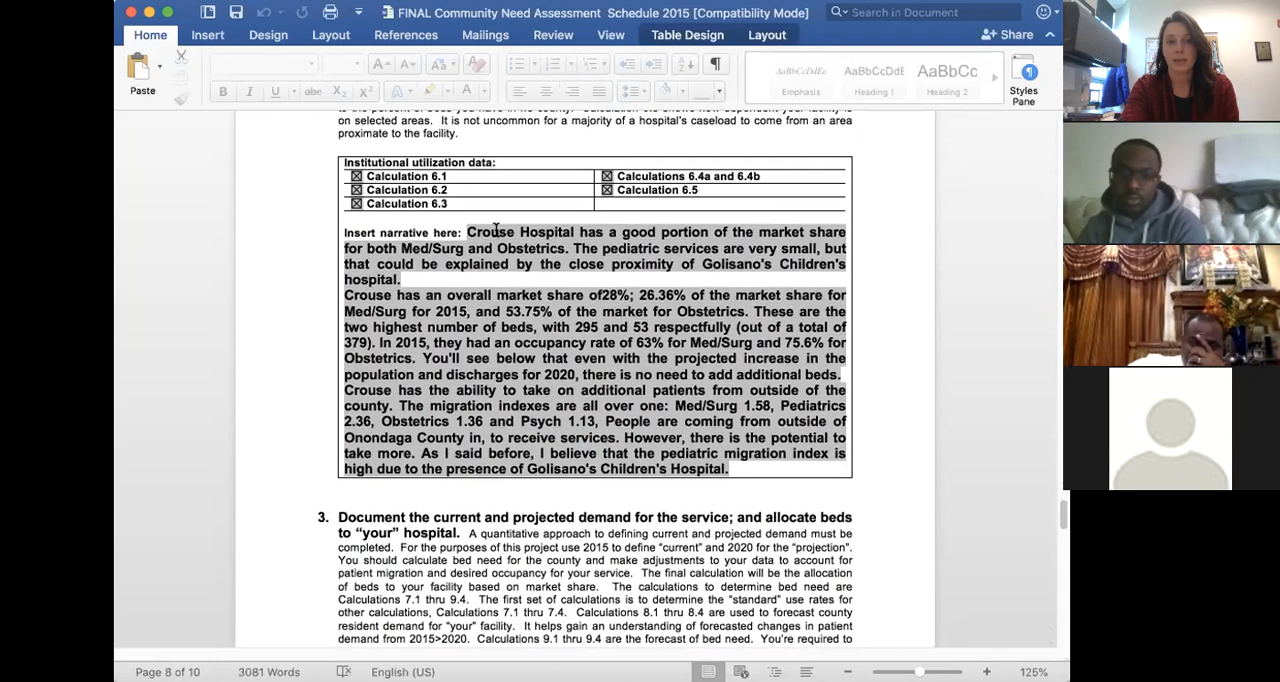 FINAL Community Need Assessment Schedule 2015 [Compatibility Mode]
Search in Document
Home Insert Design Layout References Mailings Review View Table Design Layout
Share
Paste
AaBbCcDdEe AaBbCcDdE AaBbCc
Emphasis Heading 1 Heading 2
Styles
Pane
on selected areas. It is not uncommon for a majority of a hospital's caseload to come from an area
proximate to the facility.
Institutional utilization data:
Calculation 6.1 Calculations 6.4a and 6.4b
Calculation 6.2 Calculation 6.5
Calculation 6.3
Insert narrative here: Crouse Hospital has a good portion of the market share
for both Med/Surg and Obstetrics. The pediatric services are very small, but
that could be explained by the close proximity of Golisano's Children's
hospital.
Crouse has an overall market share of28%; 26.36% of the market share for
Med/Surg for 2015, and 53.75% of the market for Obstetrics. These are the
two highest number of beds, with 295 and 53 respectfully (out of a total of
379). In 2015, they had an occupancy rate of 63% for Med/Surg and 75.6% for
Obstetrics. You'll see below that even with the projected increase in the
population and discharges for 2020, there is no need to add additional beds.
Crouse has the ability to take on additional patients from outside of the
county. The migration indexes are all over one: Med/Surg 1.58, Pediatrics
2.36, Obstetrics 1.36 and Psych 1.13, People are coming from outside of
Onondaga County in, to receive services. However, there is the potential to
take more. As I said before, I believe that the pediatric migration index is
high due to the presence of Golisano's Children's Hospital.
3. Document the current and projected demand for the service; and allocate beds
to "your" hospital. A quantitative approach to defining current and projected demand must be
completed. For the purposes of this project use 2015 to define "current" and 2020 for the "projection".
You should calculate bed need for the county and make adjustments to your data to account for
patient migration and desired occupancy for your service. The final calculation will be the allocation
of beds to your facility based on market share. The calculations to determine bed need are
Calculations 7.1 thru 9.4. The first set of calculations is to determine the "standard" use rates for
other calculations, Calculations 7.1 thru 7.4. Calculations 8.1 thru 8.4 are used to forecast county
resident demand for "your" facility. It helps gain an understanding of forecasted changes in patient
demand from 2015>2020. Calculations 9.1 thru 9.4 are the forecast of bed need. You're required to
Page 8 of 10 3081 Words English (US) 125%